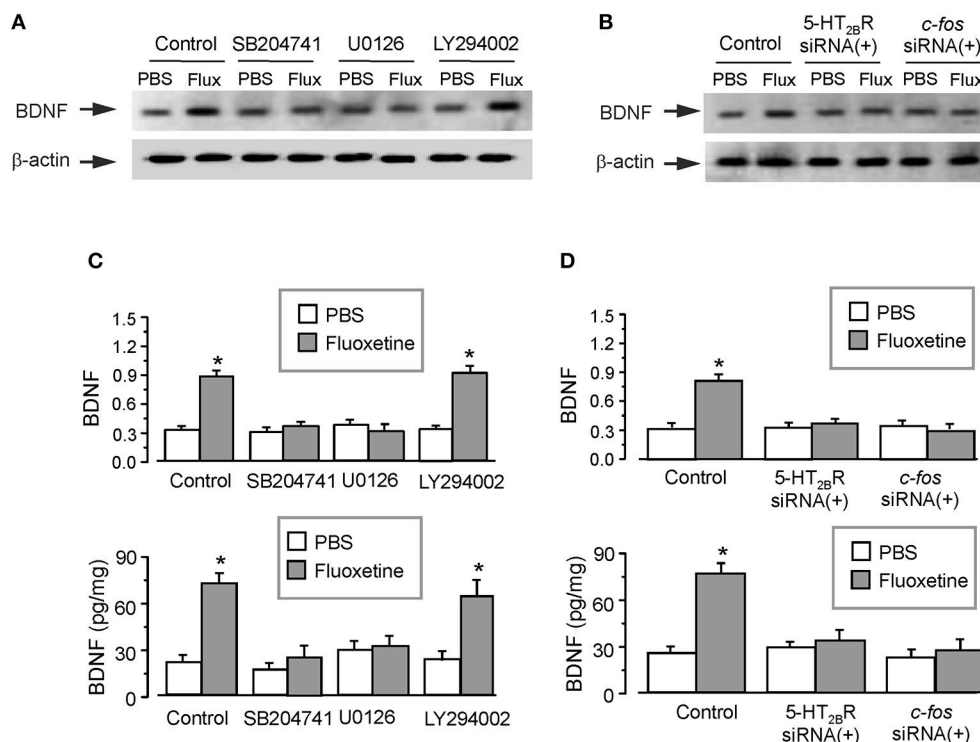 A
Control SB204741 U0126 LY294002
PBS Flux PBS Flux PBS Flux PBS Flux
BDNF
β-actin
B
Control 5-HT2BR siRNA(+) c-fos siRNA(+)
PBS Flux PBS Flux PBS Flux
BDNF
β-actin
C
PBS
Fluoxetine
BDNF
1.5
1.2
0.9
0.6
0.3
0.0
* *
Control SB204741 U0126 LY294002
PBS
Fluoxetine
BDNF (pg/mg)
90
60
30
0
* *
Control SB204741 U0126 LY294002
D
PBS
Fluoxetine
BDNF
1.5
1.2
0.9
0.6
0.3
0.0
*
Control 5-HT2BR siRNA(+) c-fos siRNA(+)
PBS
Fluoxetine
BDNF (pg/mg)
90
60
30
0
*
Control 5-HT2BR siRNA(+) c-fos siRNA(+)